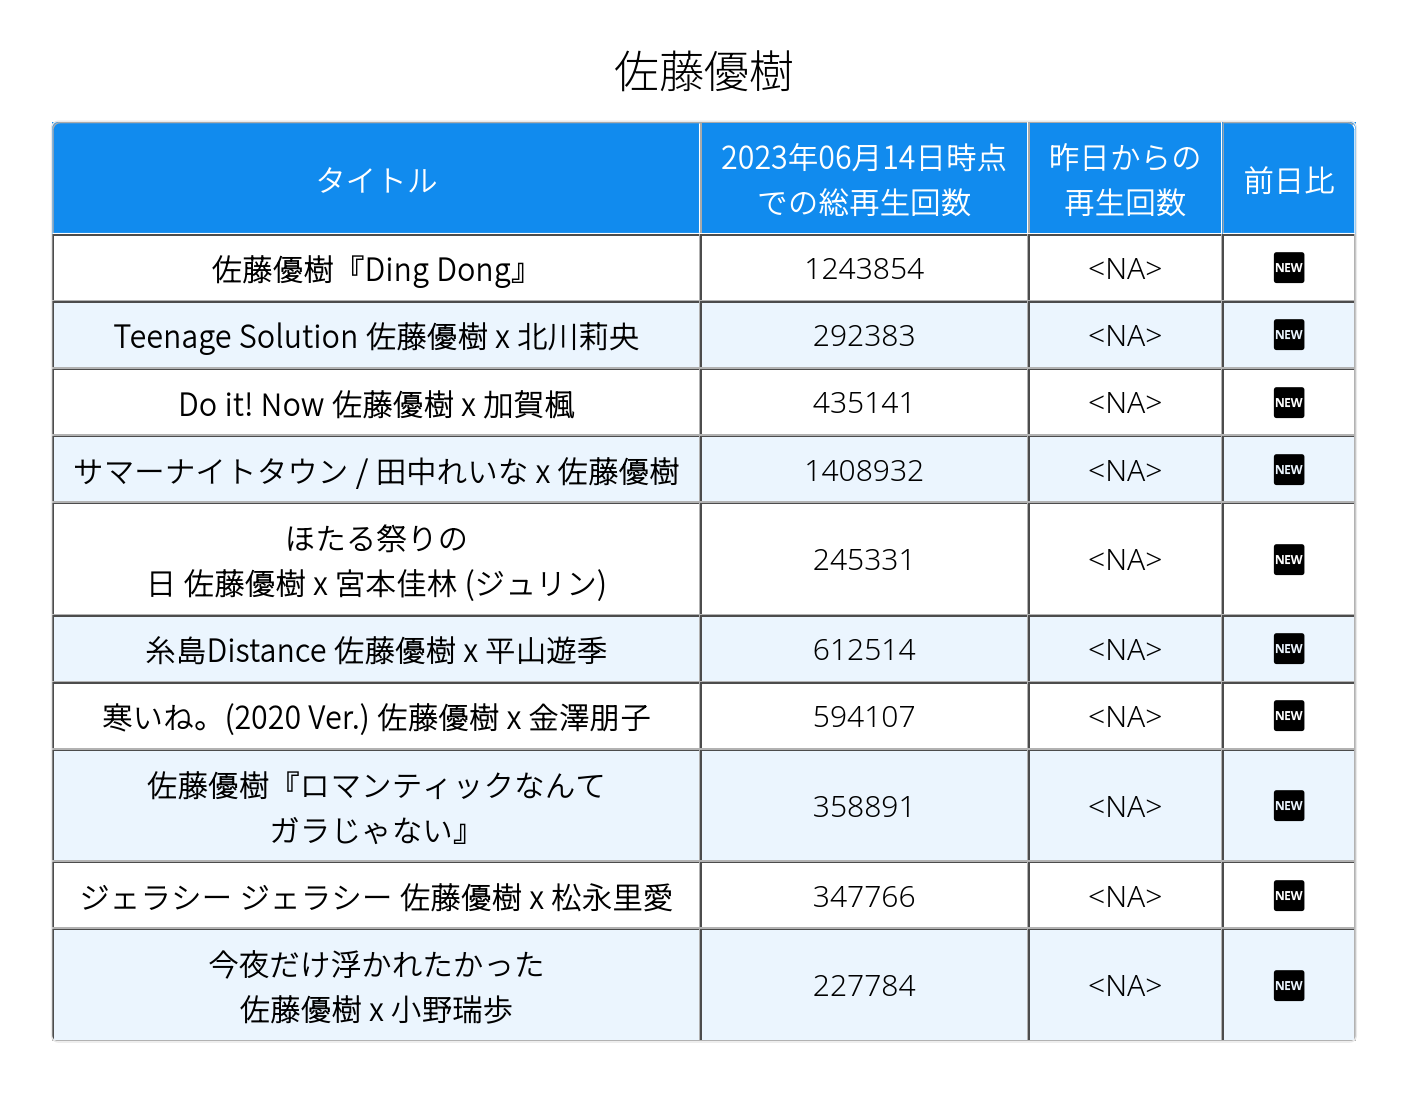 佐藤優樹
タイトル
2023年06月14日時点
での総再生回数
昨日からの
再生回数
前日比
佐藤優樹『Ding Dong』
1243854
<NA>
NEW
Teenage Solution 佐藤優樹 x 北川莉央
292383
<NA>
NEW
Do it! Now 佐藤優樹 x 加賀楓
435141
<NA>
NEW
サマーナイトタウン / 田中れいな x 佐藤優樹
1408932
<NA>
NEW
ほたる祭りの
日 佐藤優樹 x 宮本佳林 (ジュリン)
245331
<NA>
NEW
糸島Distance 佐藤優樹 x 平山遊季
612514
<NA>
NEW
寒いね。(2020 Ver.) 佐藤優樹 x 金澤朋子
594107
<NA>
NEW
佐藤優樹『ロマンティックなんて
ガラじゃない』
358891
<NA>
NEW
ジェラシー ジェラシー 佐藤優樹 x 松永里愛
347766
<NA>
NEW
今夜だけ浮かれたかった
佐藤優樹 x 小野瑞歩
227784
<NA>
NEW